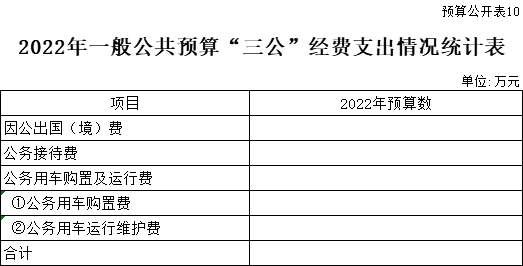 预算公开表10
2022年一般公共预算“三公”经费支出情况统计表
单位:万元
项目 2022年预算数
因公出国（境）费
公务接待费
公务用车购置及运行费
①公务用车购置费
②公务用车运行维护费
合计